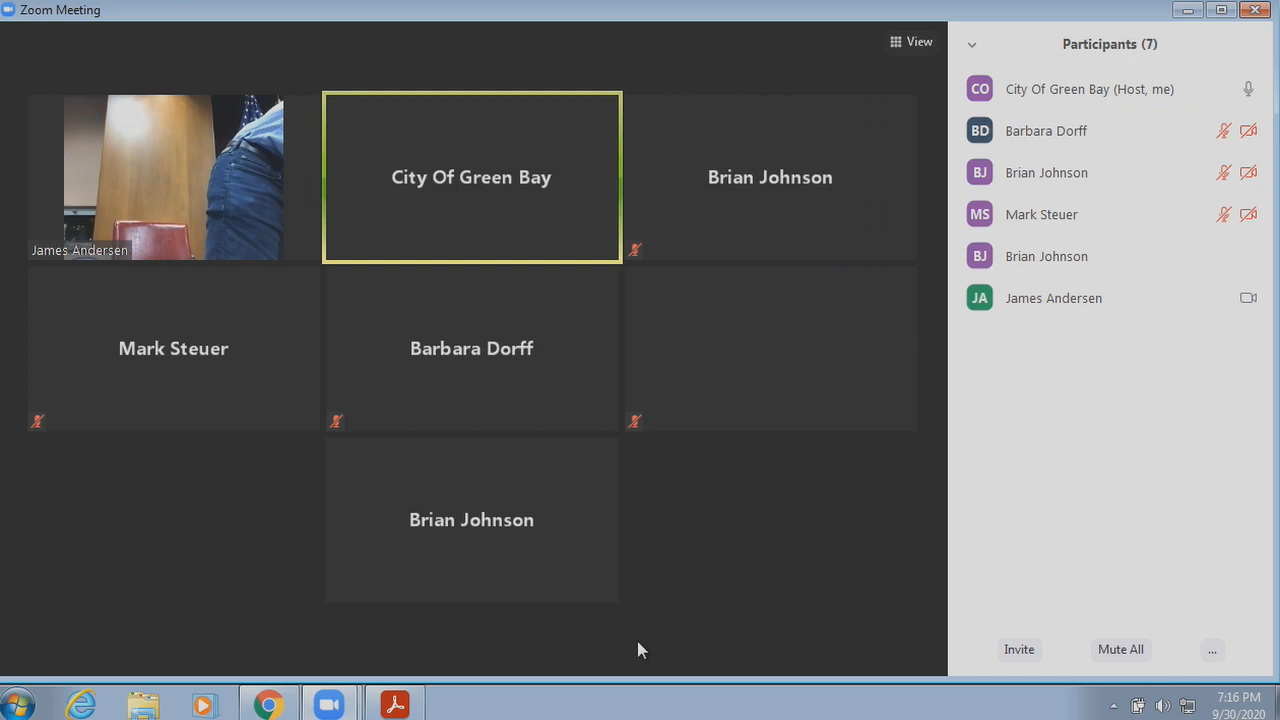 Zoom Meeting
View
James Andersen
City Of Green Bay
Brian Johnson
Mark Steuer
Barbara Dorff
Brian Johnson
Participants (7)
CO City Of Green Bay (Host, me)
BD Barbara Dorff
BJ Brian Johnson
MS Mark Steuer
BJ Brian Johnson
JA James Andersen
Invite Mute All ...
7:16 PM
9/30/2020